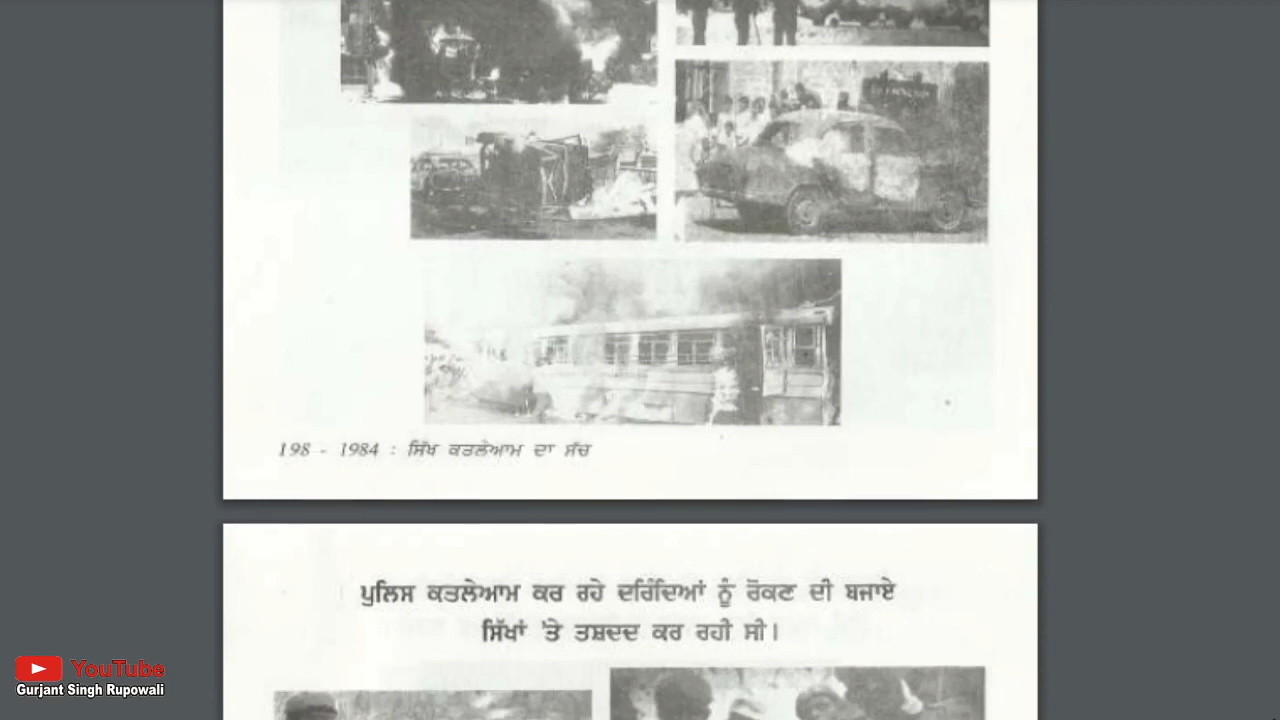 198 - 1984 : ਸਿੱਖ ਕਤਲੇਆਮ ਦਾ ਸੱਚ
ਪੁਲਿਸ ਕਤਲੇਆਮ ਕਰ ਰਹੇ ਦਰਿੰਦਿਆਂ ਨੂੰ ਰੋਕਣ ਦੀ ਬਜਾਏ
ਸਿੱਖਾਂ 'ਤੇ ਤਸ਼ਦਦ ਕਰ ਰਹੀ ਸੀ।
YouTube
Gurjant Singh Rupowali